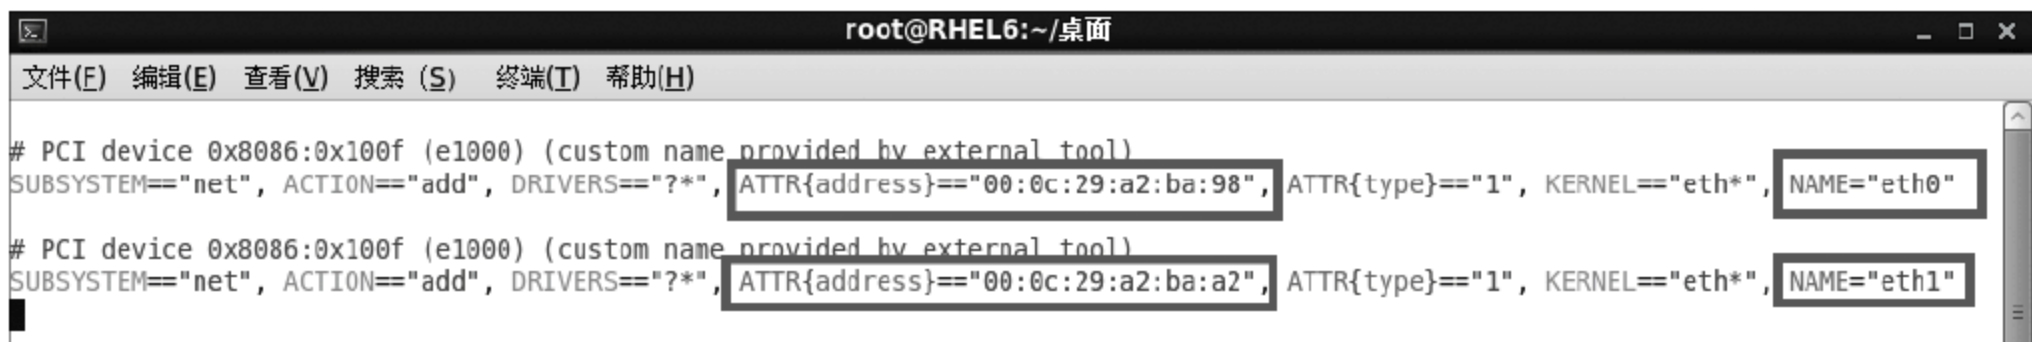 root@RHEL6:~/桌面
文件(F) 编辑(E) 查看(V) 搜索 (S) 终端(T) 帮助(H)
# PCI device 0x8086:0x100f (e1000) (custom name provided by external tool)
SUBSYSTEM=="net", ACTION=="add", DRIVERS=="?*", ATTR{address}=="00:0c:29:a2:ba:98", ATTR{type}=="1", KERNEL=="eth*", NAME="eth0"
# PCI device 0x8086:0x100f (e1000) (custom name provided by external tool)
SUBSYSTEM=="net", ACTION=="add", DRIVERS=="?*", ATTR{address}=="00:0c:29:a2:ba:a2", ATTR{type}=="1", KERNEL=="eth*", NAME="eth1"